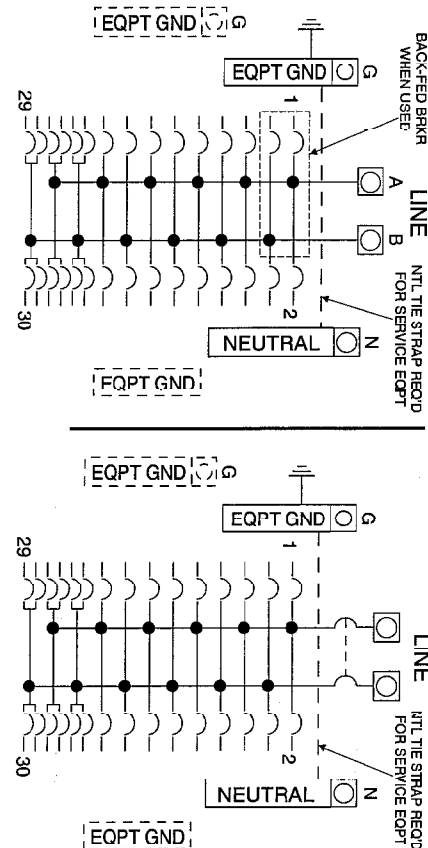 EQPT GND G
BACK-FED BRKR
WHEN USED
EQPT GND G
1
29
A
LINE
B
NTL TIE STRAP REQ'D
FOR SERVICE EQPT
30
2
NEUTRAL N
EQPT GND
EQPT GND G
EQPT GND G
1
29
LINE
NTL TIE STRAP REQ'D
FOR SERVICE EQPT
30
2
NEUTRAL N
EQPT GND